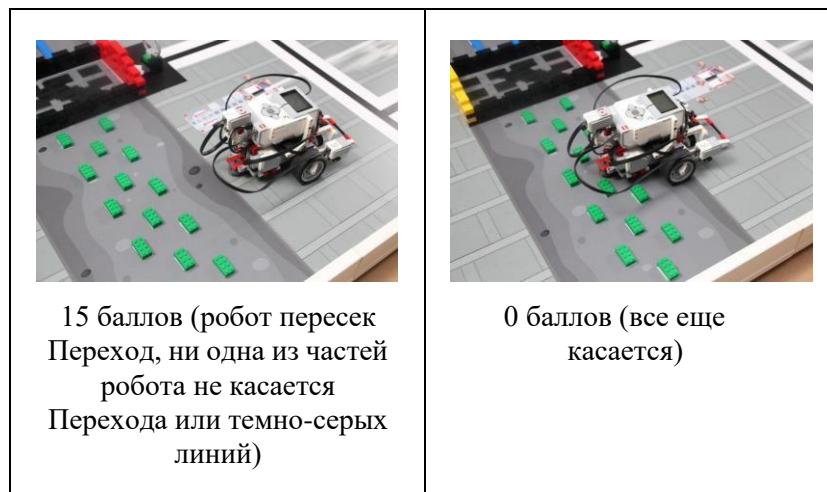 15 баллов (робот пересек
Переход, ни одна из частей
робота не касается
Перехода или темно-серых
линий)
0 баллов (все еще
касается)